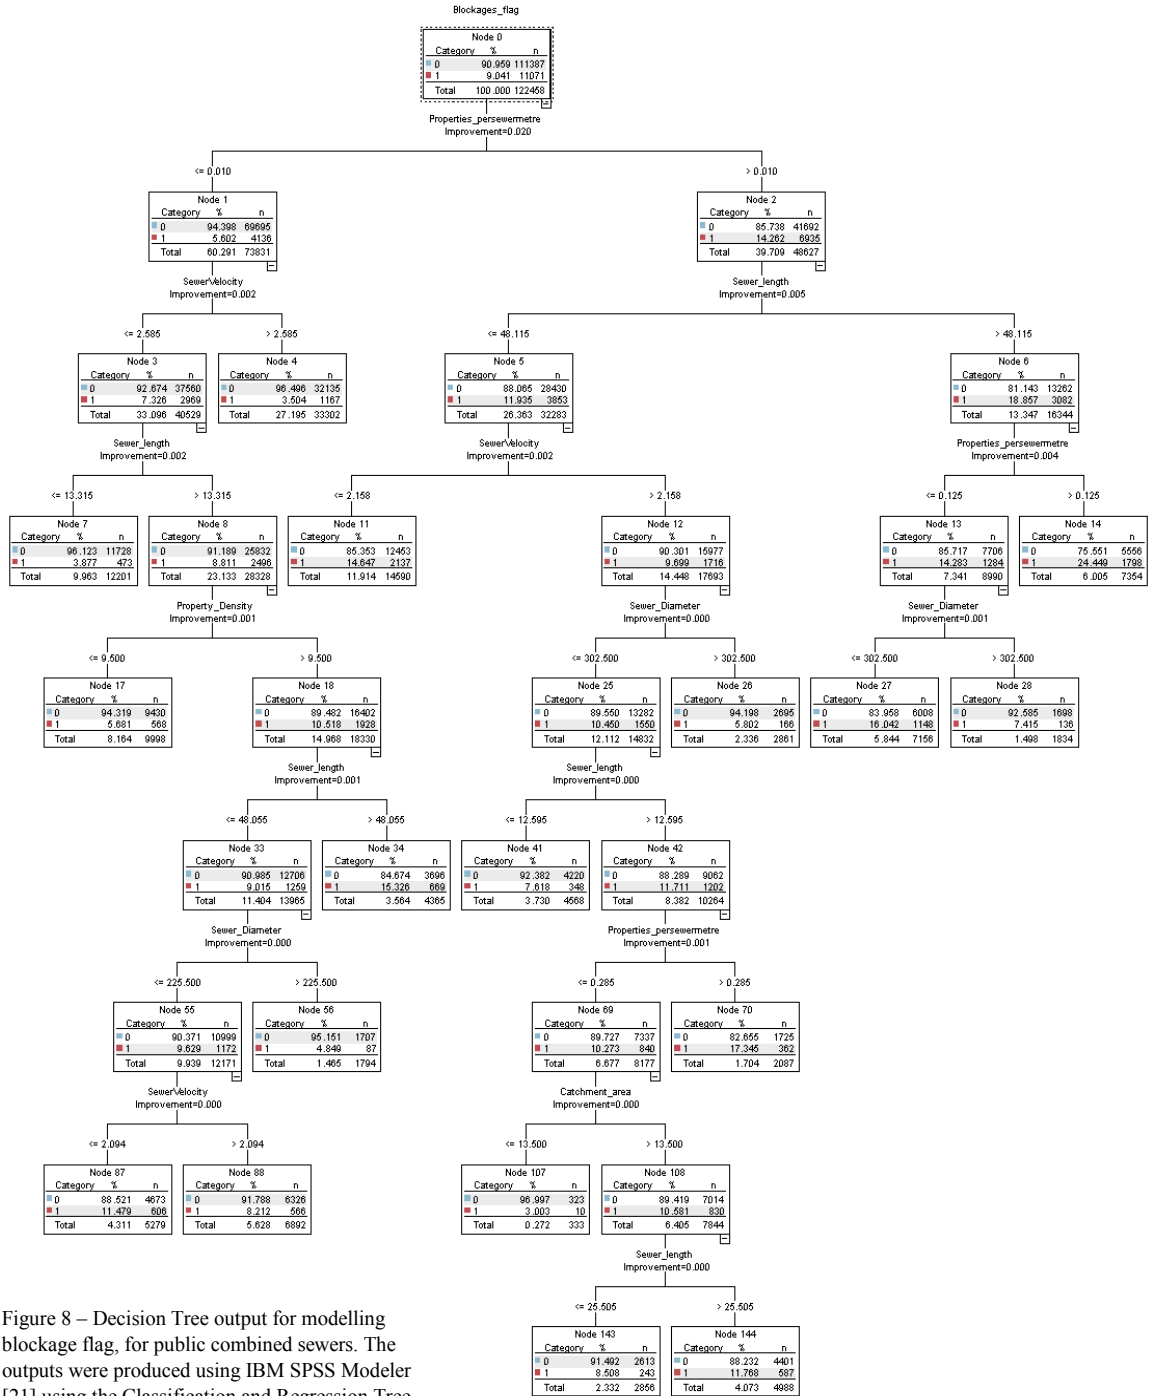 Blockages_flag
Node 0
Category % n
0 90.959 111387
1 9.041 11071
Total 100.000 122458
Properties_persewermetre
Improvement=0.020
<= 0.010
> 0.010
Node 1
Category % n
0 94.398 69695
1 5.602 4136
Total 60.291 73831
Node 2
Category % n
0 85.738 41692
1 14.262 6935
Total 39.709 48627
SewerVelocity
Improvement=0.002
Sewer_length
Improvement=0.005
<= 2.585
> 2.585
<= 48.115
> 48.115
Node 3
Category % n
0 92.674 37560
1 7.326 2969
Total 33.096 40529
Node 4
Category % n
0 96.496 32135
1 3.504 1167
Total 27.195 33302
Node 5
Category % n
0 88.065 28430
1 11.935 3853
Total 26.363 32283
Node 6
Category % n
0 81.143 13262
1 18.857 3082
Total 13.347 16344
Sewer_length
Improvement=0.002
SewerVelocity
Improvement=0.002
Properties_persewermetre
Improvement=0.004
<= 13.315
> 13.315
<= 2.158
> 2.158
<= 0.125
> 0.125
Node 7
Category % n
0 96.123 11728
1 3.877 473
Total 9.963 12201
Node 8
Category % n
0 91.189 25832
1 8.811 2496
Total 23.133 28328
Node 11
Category % n
0 85.353 12453
1 14.647 2137
Total 11.914 14590
Node 12
Category % n
0 90.301 15977
1 9.699 1716
Total 14.448 17693
Node 13
Category % n
0 85.717 7706
1 14.283 1284
Total 7.341 8990
Node 14
Category % n
0 75.551 5556
1 24.449 1798
Total 6.005 7354
Property_Density
Improvement=0.001
Sewer_Diameter
Improvement=0.000
Sewer_Diameter
Improvement=0.001
<= 9.500
> 9.500
<= 302.500
> 302.500
<= 302.500
> 302.500
Node 17
Category % n
0 94.319 9430
1 5.681 568
Total 8.164 9998
Node 18
Category % n
0 89.482 16402
1 10.518 1928
Total 14.968 18330
Node 25
Category % n
0 89.550 13282
1 10.450 1550
Total 12.112 14832
Node 26
Category % n
0 94.198 2695
1 5.802 166
Total 2.336 2861
Node 27
Category % n
0 83.958 6008
1 16.042 1148
Total 5.844 7156
Node 28
Category % n
0 92.585 1698
1 7.415 136
Total 1.498 1834
Sewer_length
Improvement=0.001
Sewer_length
Improvement=0.000
<= 48.055
> 48.055
<= 12.595
> 12.595
Node 33
Category % n
0 90.985 12706
1 9.015 1259
Total 11.404 13965
Node 34
Category % n
0 84.674 3696
1 15.326 669
Total 3.564 4365
Node 41
Category % n
0 92.382 4220
1 7.618 348
Total 3.730 4568
Node 42
Category % n
0 88.289 9062
1 11.711 1202
Total 8.382 10264
Sewer_Diameter
Improvement=0.000
Properties_persewermetre
Improvement=0.001
<= 225.500
> 225.500
<= 0.285
> 0.285
Node 55
Category % n
0 90.371 10999
1 9.629 1172
Total 9.939 12171
Node 56
Category % n
0 95.151 1707
1 4.849 87
Total 1.465 1794
Node 69
Category % n
0 89.727 7337
1 10.273 840
Total 6.677 8177
Node 70
Category % n
0 82.655 1725
1 17.345 362
Total 1.704 2087
SewerVelocity
Improvement=0.000
Catchment_area
Improvement=0.000
<= 2.094
> 2.094
<= 13.500
> 13.500
Node 87
Category % n
0 88.521 4673
1 11.479 606
Total 4.311 5279
Node 88
Category % n
0 91.788 6326
1 8.212 566
Total 5.628 6892
Node 107
Category % n
0 96.997 323
1 3.003 10
Total 0.272 333
Node 108
Category % n
0 89.419 7014
1 10.581 830
Total 6.405 7844
Sewer_length
Improvement=0.000
<= 25.505
> 25.505
Node 143
Category % n
0 91.492 2613
1 8.508 243
Total 2.332 2856
Node 144
Category % n
0 88.232 4401
1 11.768 587
Total 4.073 4988
Figure 8 – Decision Tree output for modelling
blockage flag, for public combined sewers. The
outputs were produced using IBM SPSS Modeler
[21] using the Classification and Regression Tree